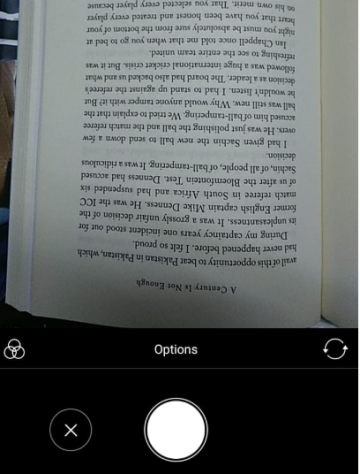 A Century Is Not Enough
avail of this opportunity to beat Pakistan in Pakistan, which
had never happened before. I felt so proud.
During my captaincy years one incident stood out for
its unpleasantness. It was a grossly unfair decision of the
former English captain Mike Denness. He was the ICC
match referee in South Africa and had suspended six
of us after the Bloemfontein Test. Denness had accused
Sachin, of all people, of ball-tampering. It was a ridiculous
decision.
I had given Sachin the new ball to send down a few
overs. He was just polishing the ball and the match referee
accused him of ball-tampering. We tried to explain that the
ball was still new. Why would anyone tamper with it? But
he wouldn't listen. I had to stand up against the referee's
decision as a leader. The board had also backed us and what
followed was a huge international cricket crisis. But it was
refreshing to see the entire team united.
Ian Chappell once told me that when you go to bed at
night you must be absolutely sure from the bottom of your
heart that you have been honest and treated every player
on his own merit. That you selected every player because
Options